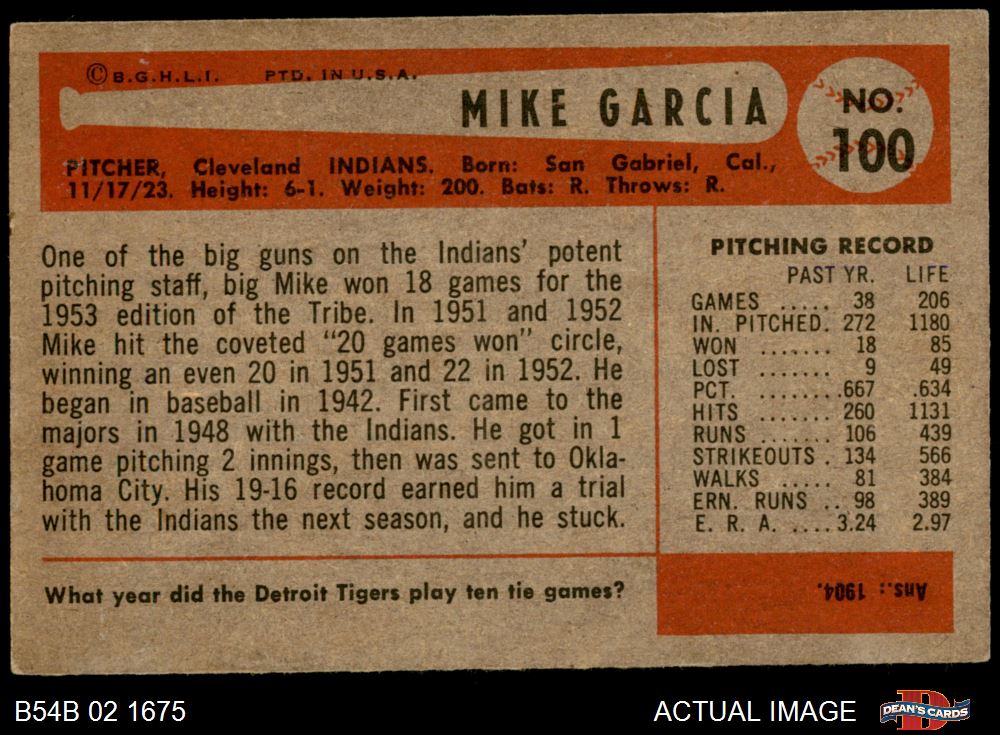 ©B.G.H.L.I. PTD. IN U.S.A.
MIKE GARCIA
NO.
100
PITCHER, Cleveland INDIANS. Born: San Gabriel, Cal.,
11/17/23. Height: 6-1. Weight: 200. Bats: R. Throws: R.
One of the big guns on the Indians' potent
pitching staff, big Mike won 18 games for the
1953 edition of the Tribe. In 1951 and 1952
Mike hit the coveted "20 games won" circle,
winning an even 20 in 1951 and 22 in 1952. He
began in baseball in 1942. First came to the
majors in 1948 with the Indians. He got in 1
game pitching 2 innings, then was sent to Okla-
homa City. His 19-16 record earned him a trial
with the Indians the next season, and he stuck.
PITCHING RECORD
PAST YR. LIFE
GAMES ..... 38 206
IN. PITCHED. 272 1180
WON ....... 18 85
LOST ....... 9 49
PCT. .......667 .634
HITS ...... 260 1131
RUNS ...... 106 439
STRIKEOUTS . 134 566
WALKS ..... 81 384
ERN. RUNS .. 98 389
E. R. A. ....3.24 2.97
What year did the Detroit Tigers play ten tie games?
Ans.: 1904.
B54B 02 1675
ACTUAL IMAGE
D
DEAN'S CARDS